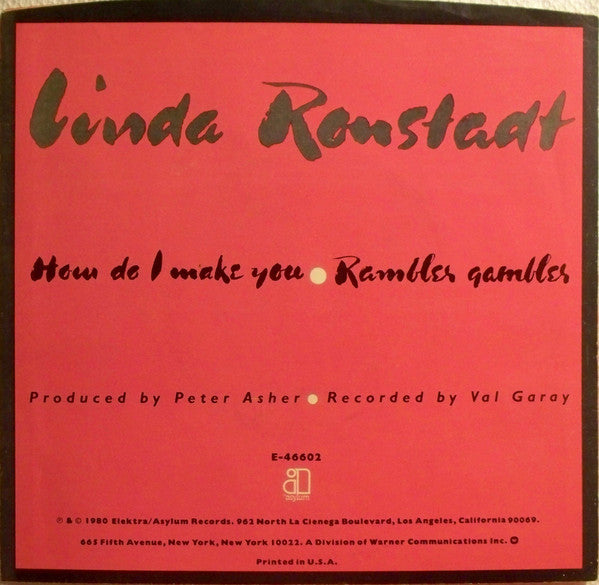 Linda Ronstadt
How do I make you • Rambler gambler
Produced by Peter Asher • Recorded by Val Garay
E-46602
asylum
℗ & © 1980 Elektra/Asylum Records. 962 North La Cienega Boulevard, Los Angeles, California 90069.
665 Fifth Avenue, New York, New York 10022. A Division of Warner Communications Inc.
Printed in U.S.A.